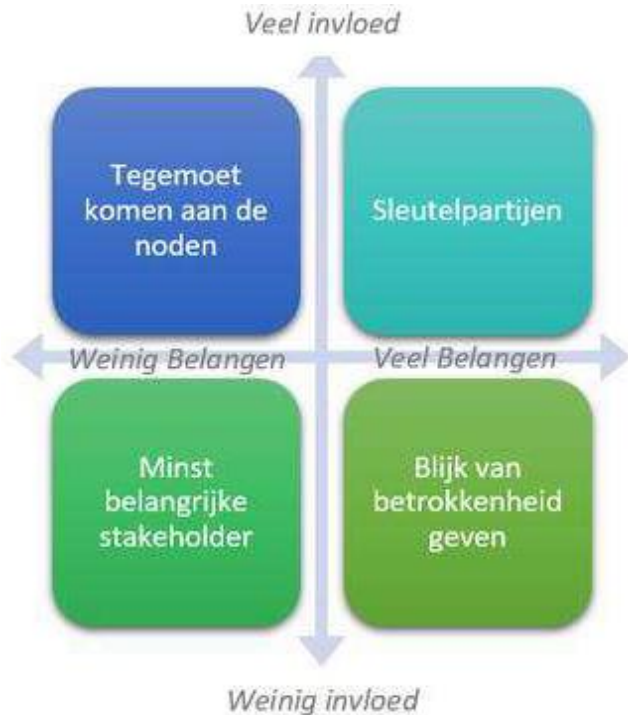 Veel invloed
Tegemoet
komen aan de
noden
Sleutelpartijen
Weinig Belangen
Veel Belangen
Minst
belangrijke
stakeholder
Blijk van
betrokkenheid
geven
Weinig invloed